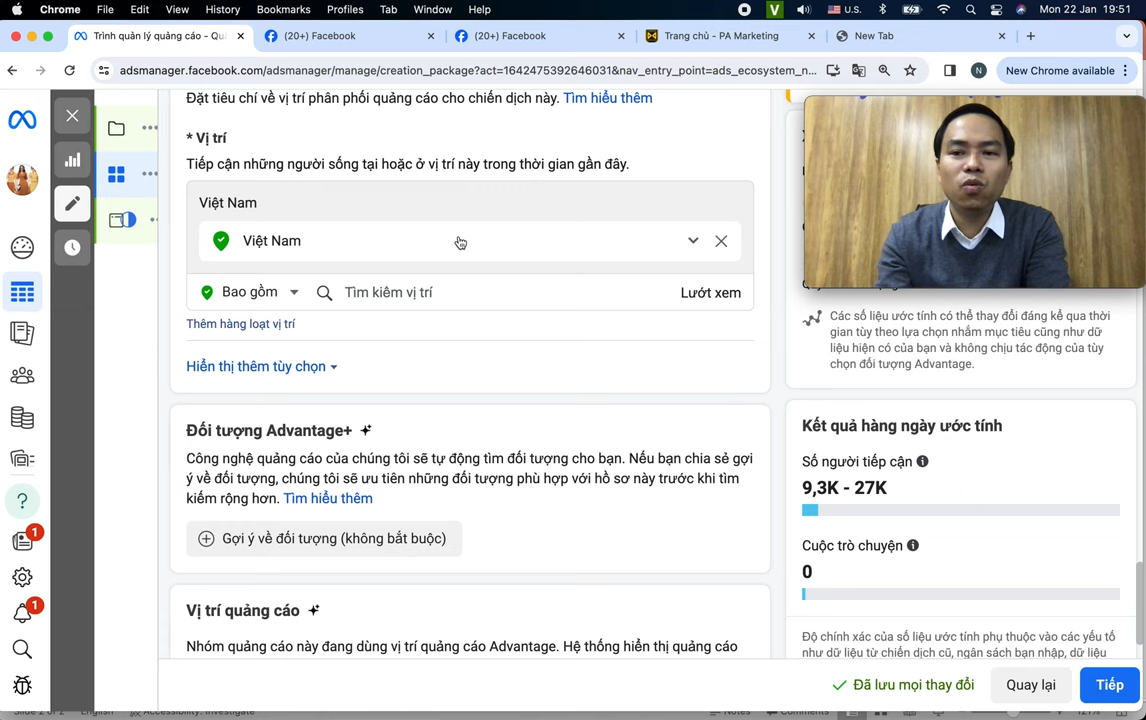 Chrome File Edit View History Bookmarks Profiles Tab Window Help V U.S. Mon 22 Jan 19:51
Trình quản lý quảng cáo - Qu (20+) Facebook (20+) Facebook Trang chủ - PA Marketing New Tab
adsmanager.facebook.com/adsmanager/manage/creation_package?act=1642475392646031&nav_entry_point=ads_ecosystem_n... N New Chrome available
Đặt tiêu chí về vị trí phân phối quảng cáo cho chiến dịch này. Tìm hiểu thêm
* Vị trí
Tiếp cận những người sống tại hoặc ở vị trí này trong thời gian gần đây.
Việt Nam
Việt Nam
Bao gồm Tìm kiếm vị trí Lướt xem
Thêm hàng loạt vị trí
Hiển thị thêm tùy chọn
Đối tượng Advantage+
Công nghệ quảng cáo của chúng tôi sẽ tự động tìm đối tượng cho bạn. Nếu bạn chia sẻ gợi
ý về đối tượng, chúng tôi sẽ ưu tiên những đối tượng phù hợp với hồ sơ này trước khi tìm
kiếm rộng hơn. Tìm hiểu thêm
Gợi ý về đối tượng (không bắt buộc)
Vị trí quảng cáo
Nhóm quảng cáo này đang dùng vị trí quảng cáo Advantage. Hệ thống hiển thị quảng cáo
Các số liệu ước tính có thể thay đổi đáng kể qua thời
gian tùy theo lựa chọn nhắm mục tiêu cũng như dữ
liệu hiện có của bạn và không chịu tác động của tùy
chọn đối tượng Advantage.
Kết quả hàng ngày ước tính
Số người tiếp cận
9,3K - 27K
Cuộc trò chuyện
0
Độ chính xác của số liệu ước tính phụ thuộc vào các yếu tố
như dữ liệu từ chiến dịch cũ, ngân sách bạn nhập, dữ liệu
?
1
1
Đã lưu mọi thay đổi Quay lại Tiếp